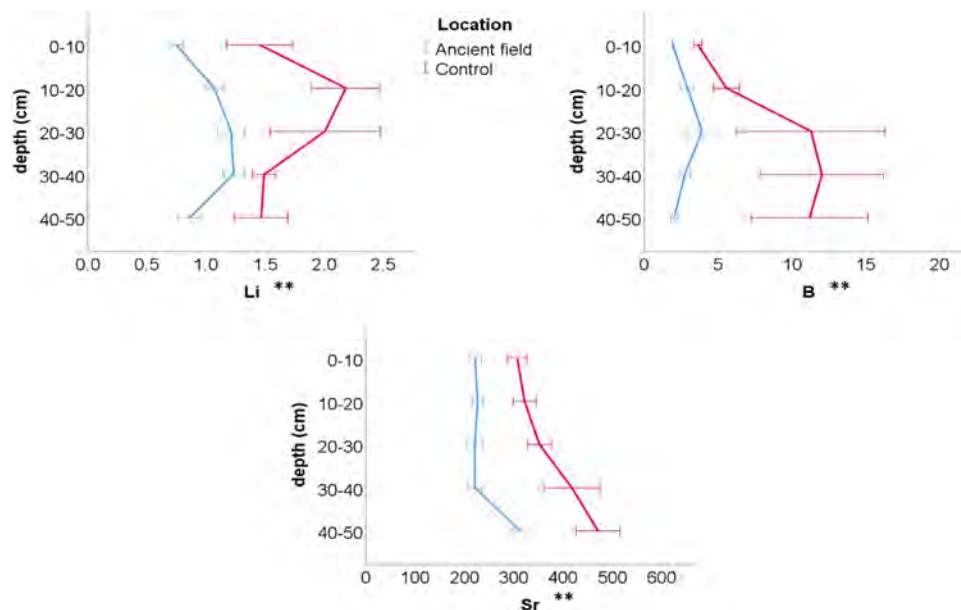 Location
Ancient field
Control
depth (cm)
0-10
10-20
20-30
30-40
40-50
0.0 0.5 1.0 1.5 2.0 2.5
Li **
depth (cm)
0-10
10-20
20-30
30-40
40-50
0 5 10 15 20
B **
depth (cm)
0-10
10-20
20-30
30-40
40-50
0 100 200 300 400 500 600
Sr **